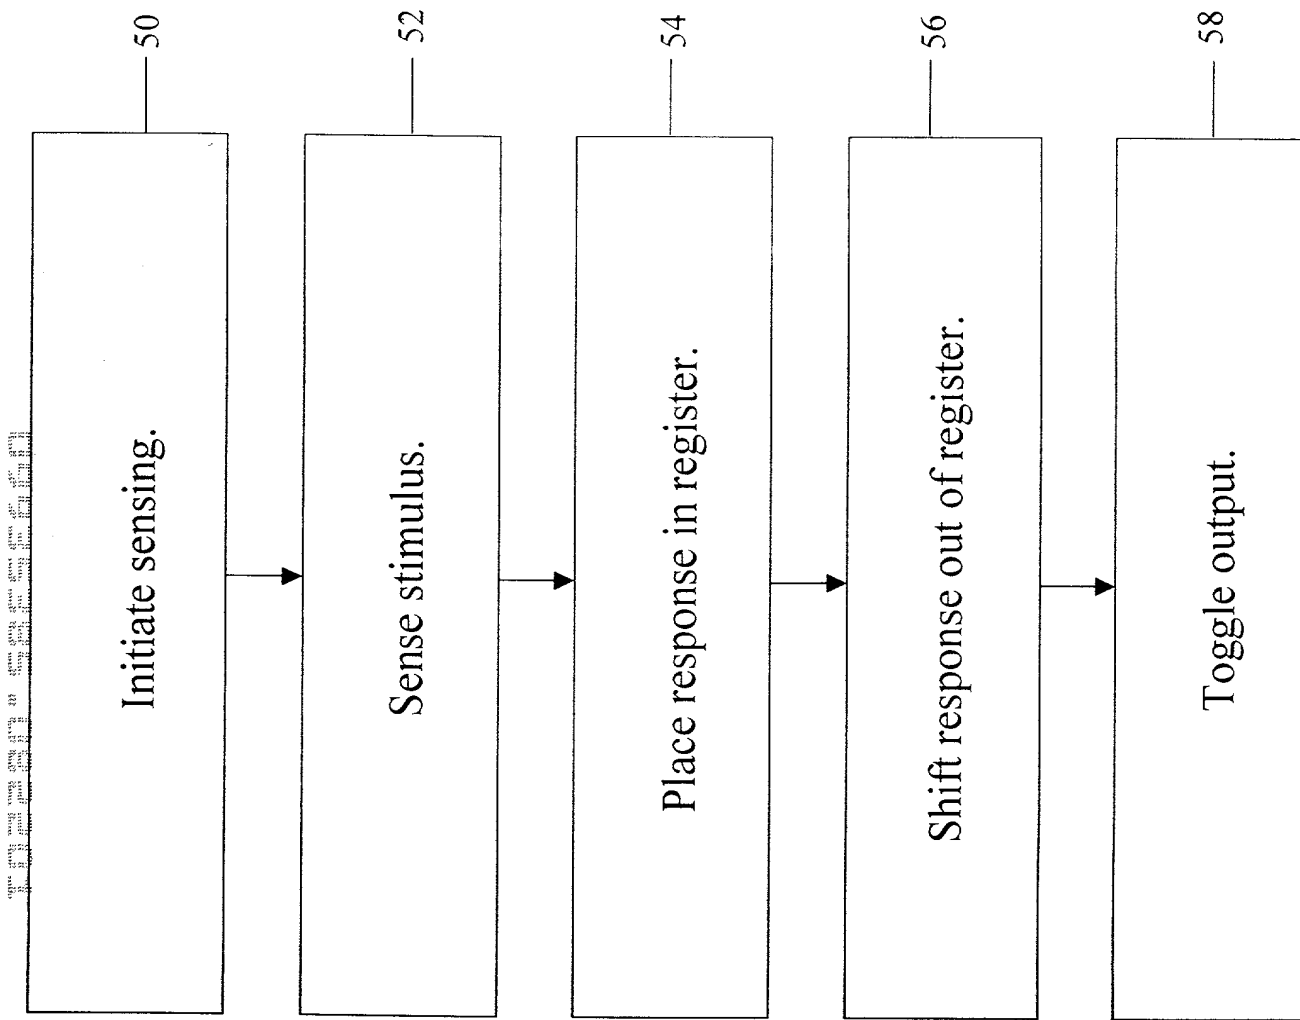 Initiate sensing.
50
Sense stimulus.
52
Place response in register.
54
Shift response out of register.
56
Toggle output.
58